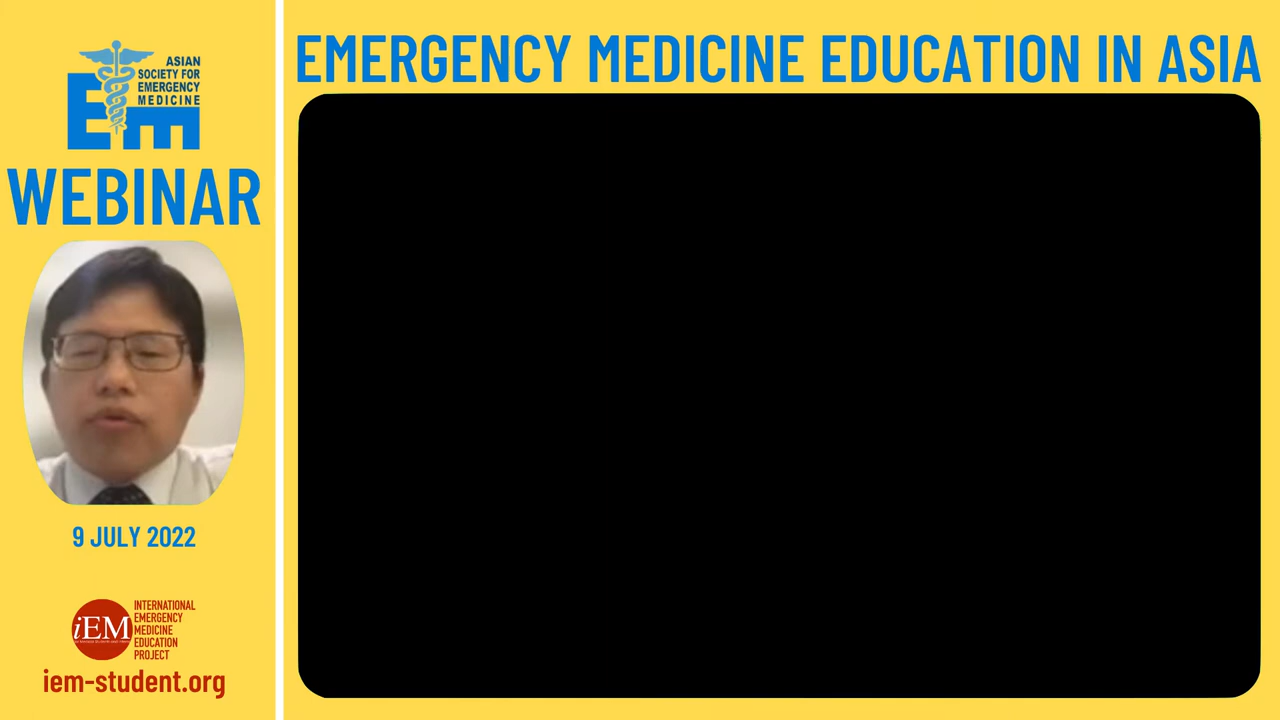 ASIAN
SOCIETY FOR
EMERGENCY
MEDICINE
Em
WEBINAR
9 JULY 2022
iEM
INTERNATIONAL
EMERGENCY
MEDICINE
EDUCATION
PROJECT
iem-student.org
EMERGENCY MEDICINE EDUCATION IN ASIA